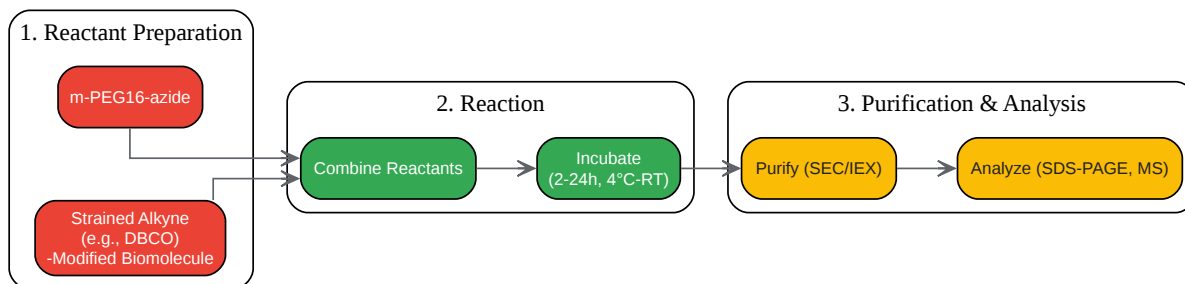 1. Reactant Preparation
m-PEG16-azide
Strained Alkyne
(e.g., DBCO)
-Modified Biomolecule
2. Reaction
Combine Reactants
Incubate
(2-24h, 4°C-RT)
3. Purification & Analysis
Purify (SEC/IEX)
Analyze (SDS-PAGE, MS)